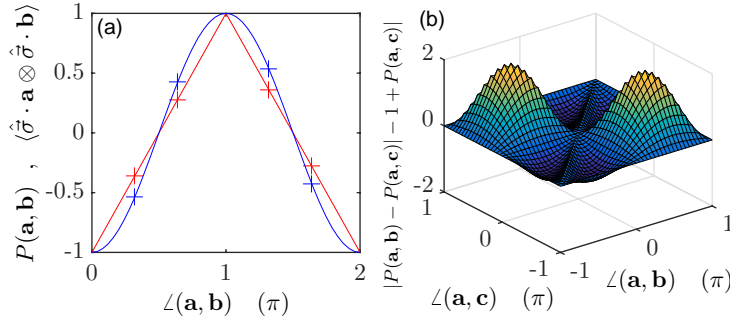 (a)
P(a, b) , ⟨σ̂⃗ · a ⊗ σ̂⃗ · b⟩
1
0.5
0
-0.5
-1
0
1
2
∠(a, b) (π)
(b)
|P(a, b) − P(a, c)| − 1 + P(a, c)|
2
0
-2
1
0
-1
∠(a, c) (π)
-1
0
1
∠(a, b) (π)